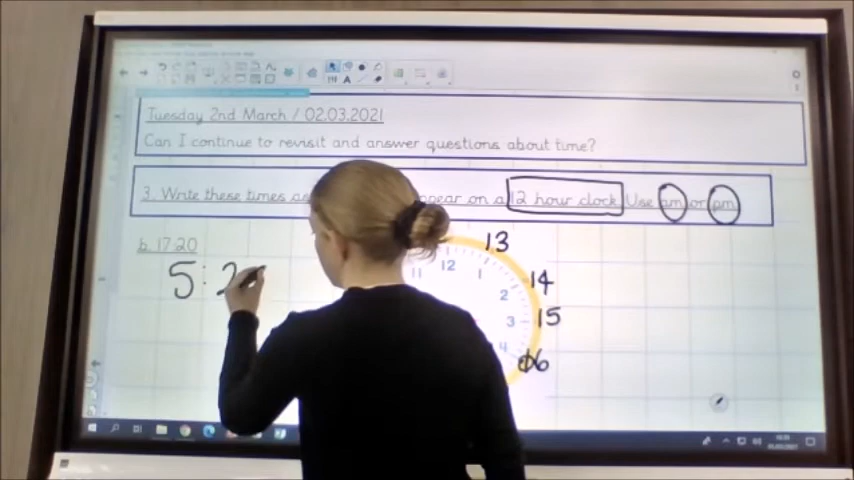 Tuesday 2nd March / 02.03.2021
Can I continue to revisit and answer questions about time?
3. Write these times as appear on a 12 hour clock. Use am or pm
b. 17:20
5:2
13
14
15
16
11
12
1
2
3
4